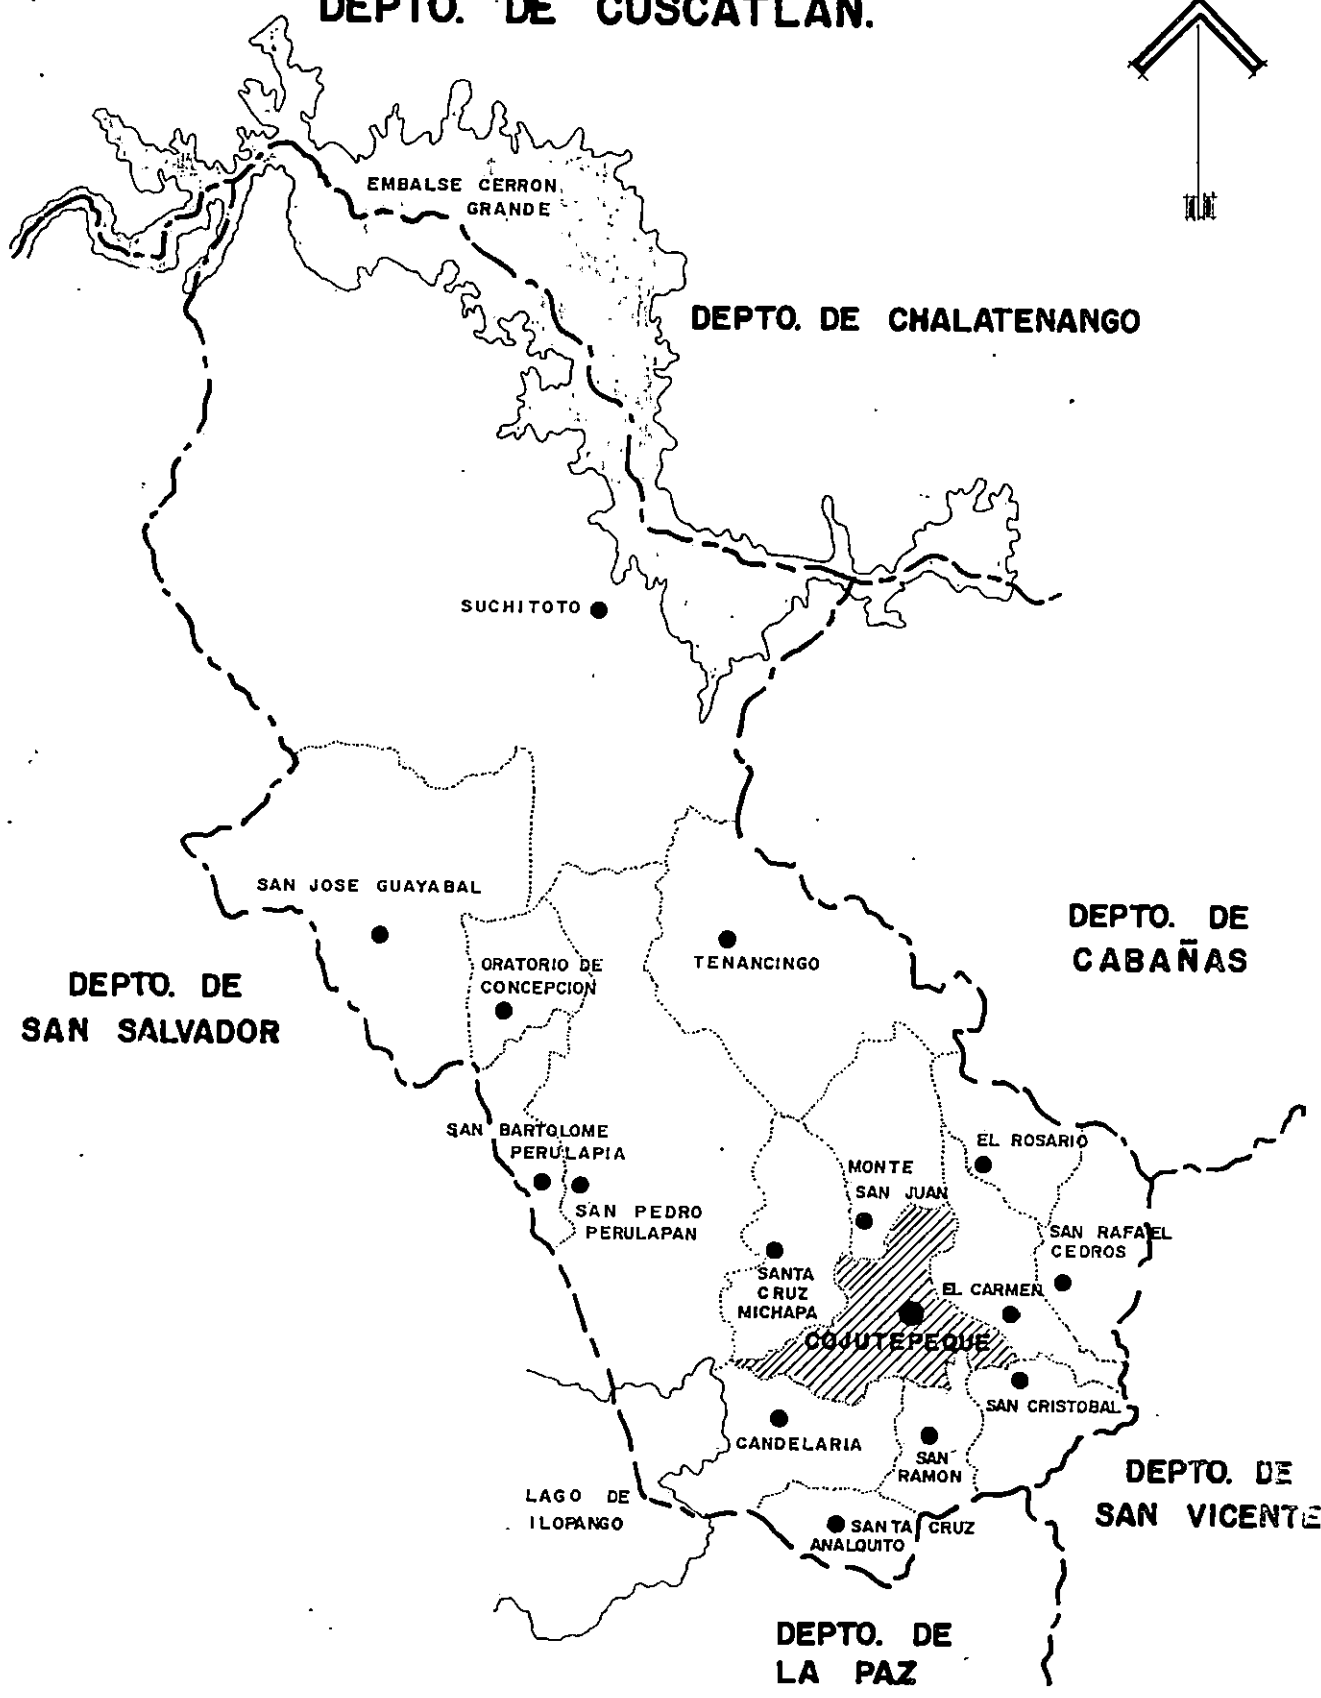 DEPTO. DE CUSCATLAN.
EMBALSE CERRON
GRANDE
DEPTO. DE CHALATENANGO
SUCHITOTO
SAN JOSE GUAYABAL
DEPTO. DE
CABAÑAS
ORATORIO DE
CONCEPCION
TENANCINGO
DEPTO. DE
SAN SALVADOR
SAN BARTOLOME
PERULAPIA
EL ROSARIO
MONTE
SAN JUAN
SAN PEDRO
PERULAPAN
SAN RAFAEL
CEDROS
SANTA
CRUZ
MICHAPA
EL CARMEN
COJUTEPEQUE
SAN CRISTOBAL
CANDELARIA
SAN
RAMON
DEPTO. DE
SAN VICENTE
LAGO DE
ILOPANGO
SANTA CRUZ
ANALQUITO
DEPTO. DE
LA PAZ